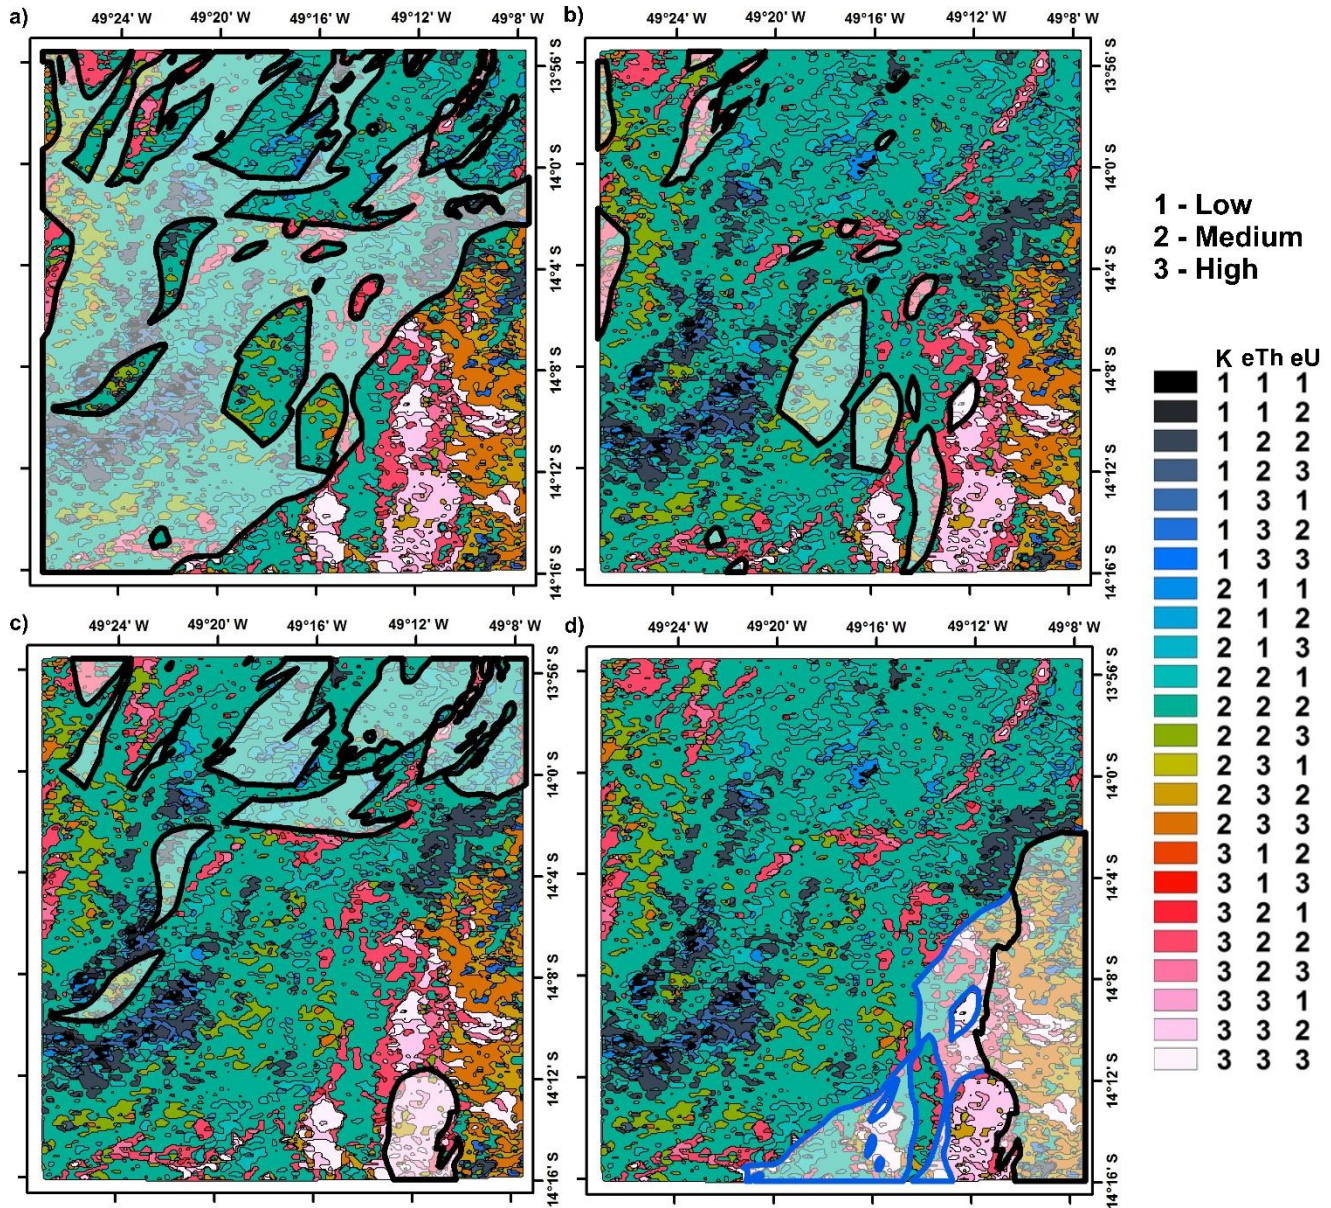 a)
49°24' W 49°20' W 49°16' W 49°12' W 49°8' W
13°56' S
14°0' S
14°4' S
14°8' S
14°12' S
14°16' S
b)
49°24' W 49°20' W 49°16' W 49°12' W 49°8' W
13°56' S
14°0' S
14°4' S
14°8' S
14°12' S
14°16' S
c)
49°24' W 49°20' W 49°16' W 49°12' W 49°8' W
13°56' S
14°0' S
14°4' S
14°8' S
14°12' S
14°16' S
d)
49°24' W 49°20' W 49°16' W 49°12' W 49°8' W
13°56' S
14°0' S
14°4' S
14°8' S
14°12' S
14°16' S
1 - Low
2 - Medium
3 - High
K eTh eU
1 1 1
1 1 2
1 2 2
1 2 3
1 3 1
1 3 2
1 3 3
2 1 1
2 1 2
2 1 3
2 2 1
2 2 2
2 2 3
2 3 1
2 3 2
2 3 3
3 1 2
3 1 3
3 2 1
3 2 2
3 2 3
3 3 1
3 3 2
3 3 3